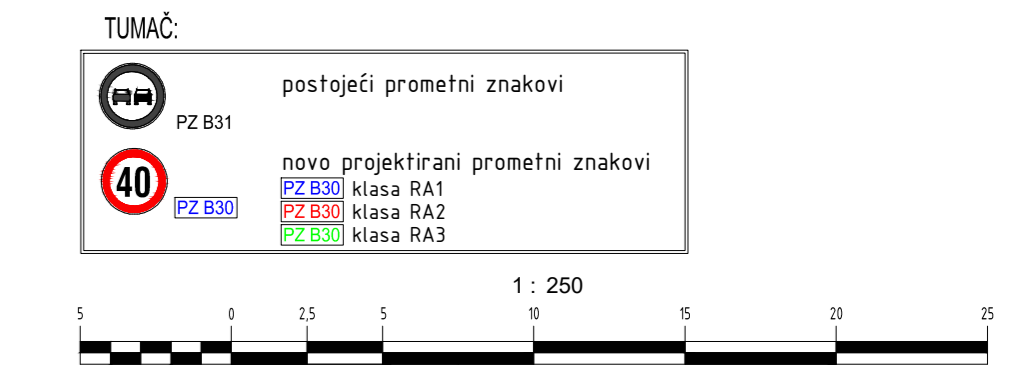 TUMAČ:
postojeći prometni znakovi
PZ B31
40
PZ B30
novo projektirani prometni znakovi
PZ B30 klasa RA1
PZ B30 klasa RA2
PZ B30 klasa RA3
1 : 250
5 0 2,5 5 10 15 20 25